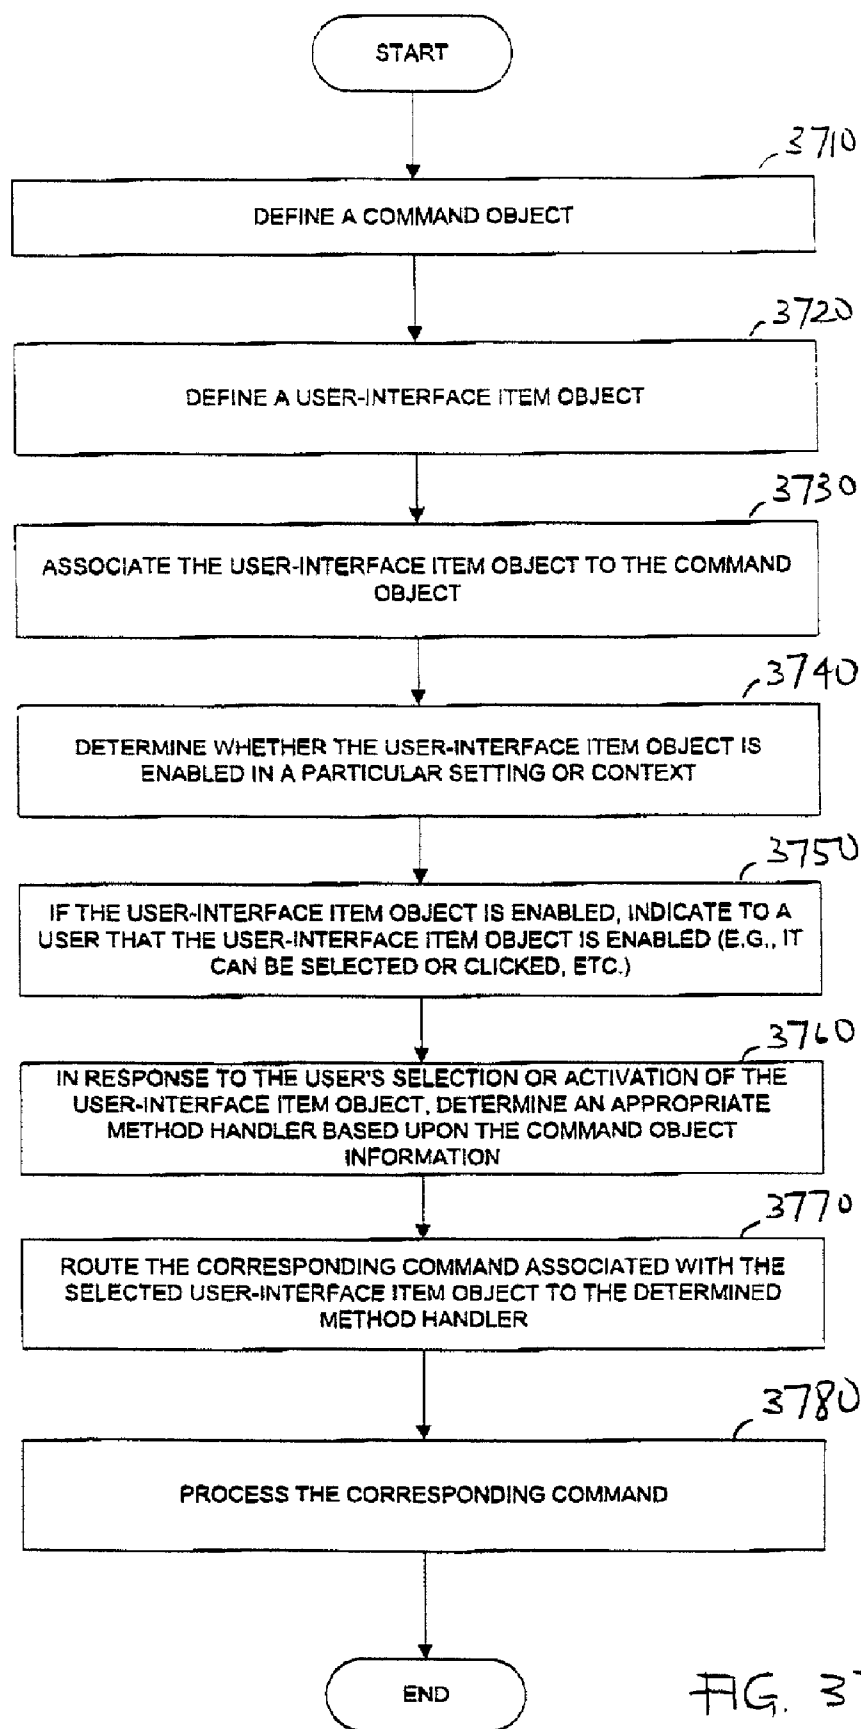 START
3710
DEFINE A COMMAND OBJECT
3720
DEFINE A USER-INTERFACE ITEM OBJECT
3730
ASSOCIATE THE USER-INTERFACE ITEM OBJECT TO THE COMMAND
OBJECT
3740
DETERMINE WHETHER THE USER-INTERFACE ITEM OBJECT IS
ENABLED IN A PARTICULAR SETTING OR CONTEXT
3750
IF THE USER-INTERFACE ITEM OBJECT IS ENABLED, INDICATE TO A
USER THAT THE USER-INTERFACE ITEM OBJECT IS ENABLED (E.G., IT
CAN BE SELECTED OR CLICKED, ETC.)
3760
IN RESPONSE TO THE USER'S SELECTION OR ACTIVATION OF THE
USER-INTERFACE ITEM OBJECT, DETERMINE AN APPROPRIATE
METHOD HANDLER BASED UPON THE COMMAND OBJECT
INFORMATION
3770
ROUTE THE CORRESPONDING COMMAND ASSOCIATED WITH THE
SELECTED USER-INTERFACE ITEM OBJECT TO THE DETERMINED
METHOD HANDLER
3780
PROCESS THE CORRESPONDING COMMAND
END
FIG. 3